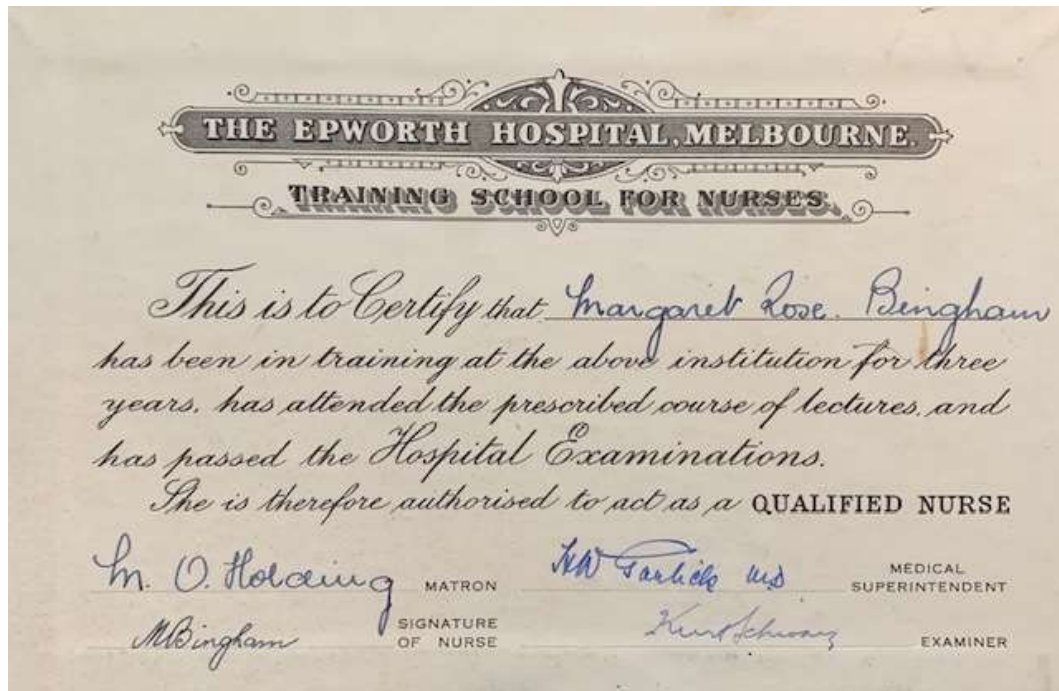 THE EPWORTH HOSPITAL, MELBOURNE.
TRAINING SCHOOL FOR NURSES.
This is to Certify that Margaret Rose. Bingham
has been in training at the above institution for three
years, has attended the prescribed course of lectures, and
has passed the Hospital Examinations.
She is therefore authorised to act as a QUALIFIED NURSE
M. O. Holding MATRON
MEDICAL SUPERINTENDENT
MBingham SIGNATURE OF NURSE
Kurt Schwarz EXAMINER